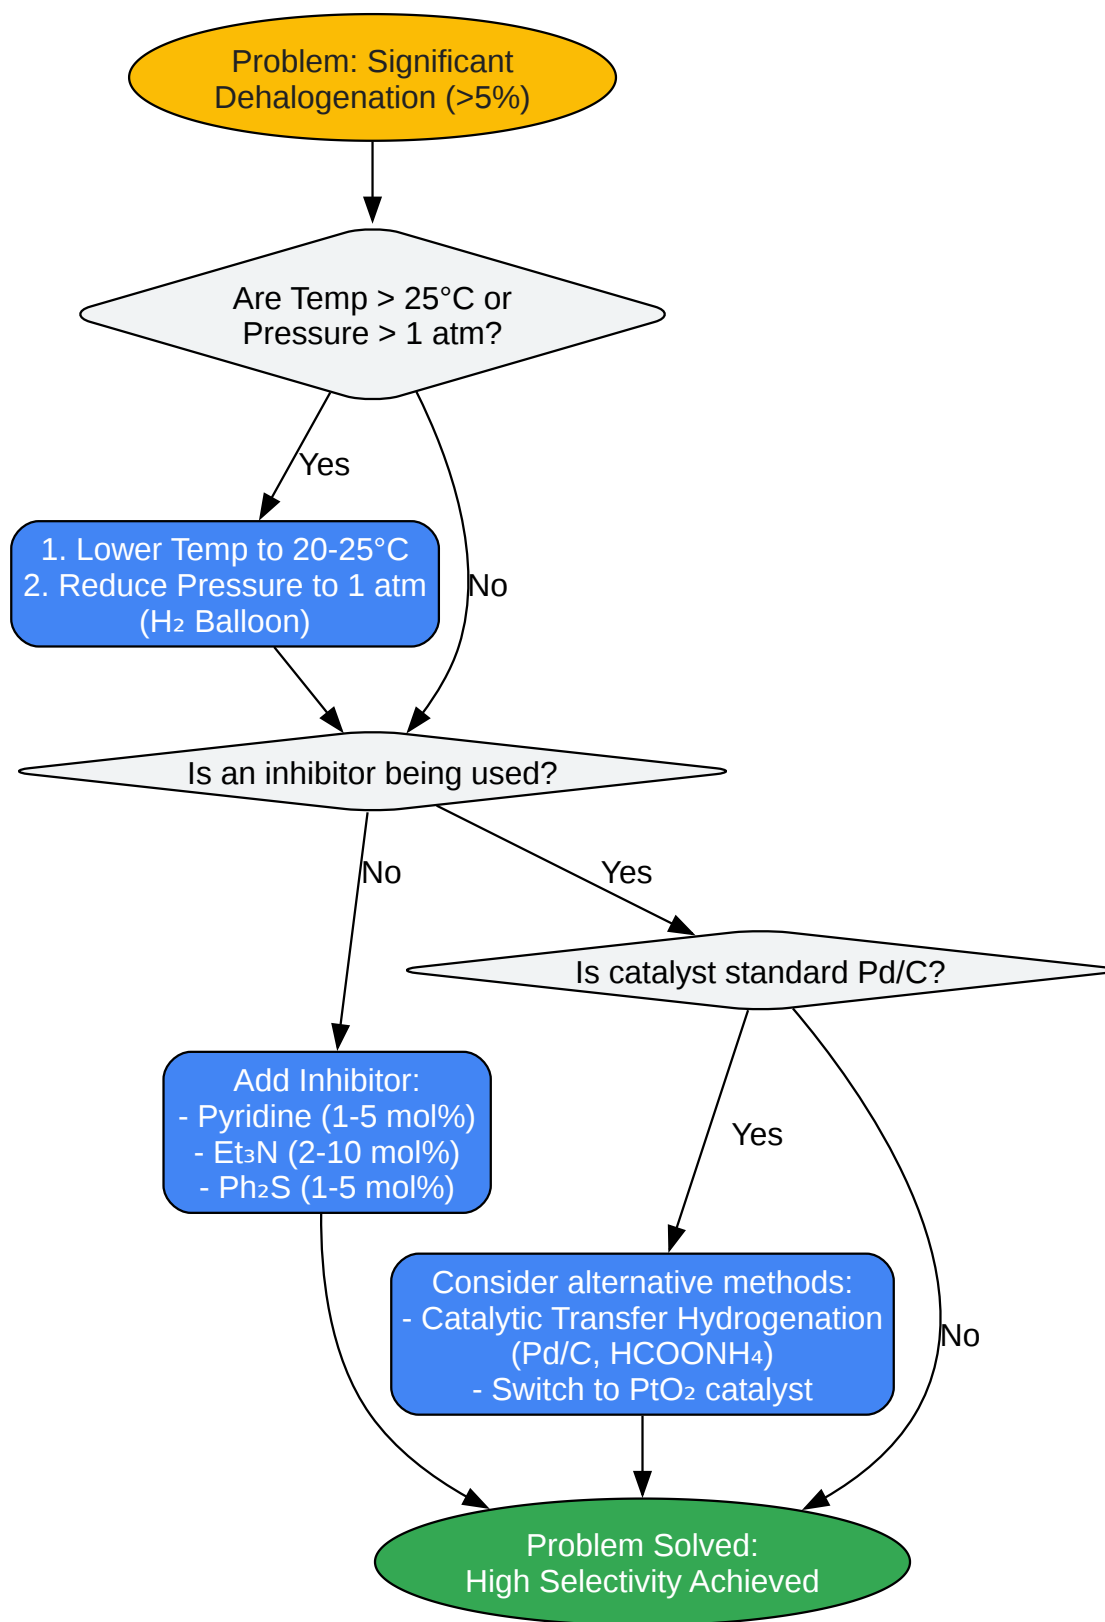 Problem: Significant
Dehalogenation (>5%)
Are Temp > 25°C or
Pressure > 1 atm?
Yes
1. Lower Temp to 20-25°C
2. Reduce Pressure to 1 atm
(H₂ Balloon)
No
Is an inhibitor being used?
No
Yes
Is catalyst standard Pd/C?
Add Inhibitor:
- Pyridine (1-5 mol%)
- Et₃N (2-10 mol%)
- Ph₂S (1-5 mol%)
Yes
Consider alternative methods:
- Catalytic Transfer Hydrogenation
(Pd/C, HCOONH₄)
- Switch to PtO₂ catalyst
No
Problem Solved:
High Selectivity Achieved